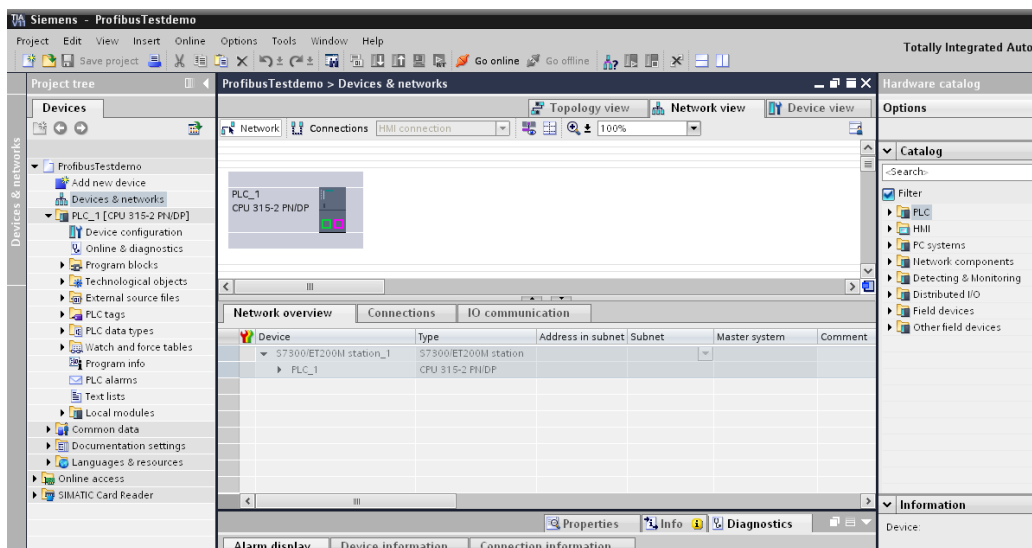 Siemens - ProfibusTestdemo
Project Edit View Insert Online Options Tools Window Help
Save project Go online Go offline
Totally Integrated Auto
Project tree
ProfibusTestdemo > Devices & networks
Hardware catalog
Devices
Topology view Network view Device view
Options
Network Connections HMI connection 100%
Devices & networks
Catalog
<Search>
Filter
PLC
HMI
PC systems
Network components
Detecting & Monitoring
Distributed I/O
Field devices
Other field devices
ProfibusTestdemo
Add new device
Devices & networks
PLC_1 [CPU 315-2 PN/DP]
Device configuration
Online & diagnostics
Program blocks
Technological objects
External source files
PLC tags
PLC data types
Watch and force tables
Program info
PLC alarms
Text lists
Local modules
Common data
Documentation settings
Languages & resources
Online access
SIMATIC Card Reader
PLC_1
CPU 315-2 PN/DP
Network overview Connections IO communication
Device Type Address in subnet Subnet Master system Comment
S7300/ET200M station_1 S7300/ET200M station
PLC_1 CPU 315-2 PN/DP
Properties Info Diagnostics
Information
Device:
Alarm display Device information Connection information